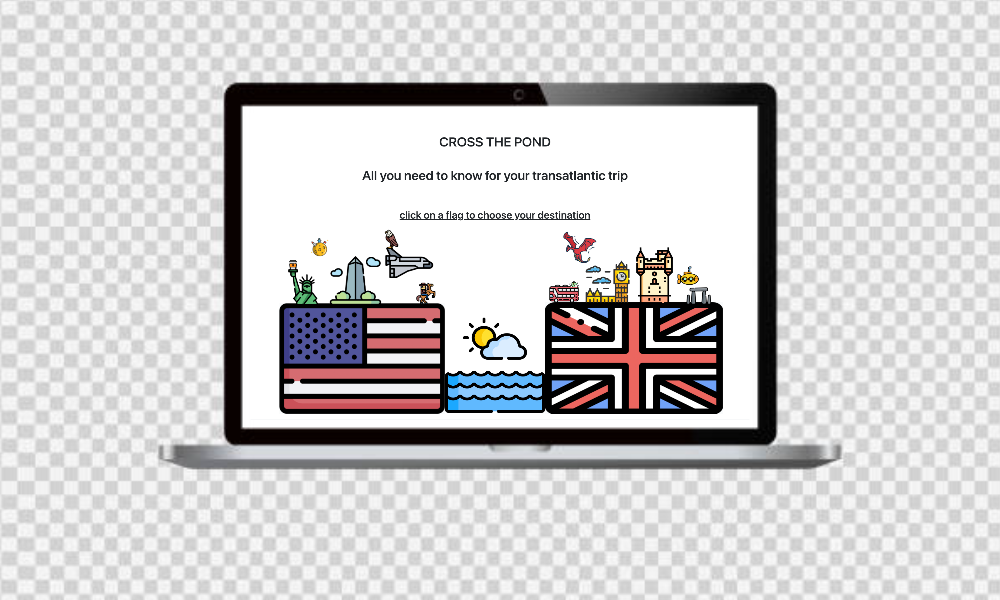 CROSS THE POND
All you need to know for your transatlantic trip
click on a flag to choose your destination